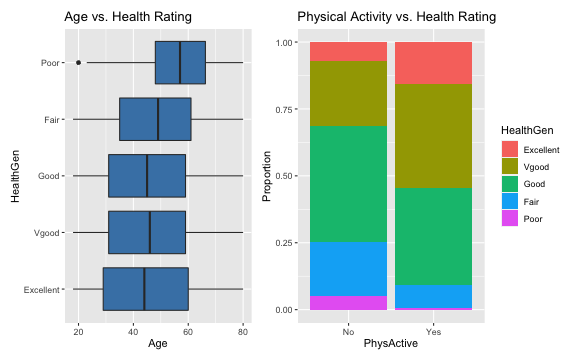 Age vs. Health Rating
HealthGen
Poor
Fair
Good
Vgood
Excellent
20 40 60 80
Age
Physical Activity vs. Health Rating
Proportion
1.00
0.75
0.50
0.25
0.00
No Yes
PhysActive
HealthGen
Excellent
Vgood
Good
Fair
Poor